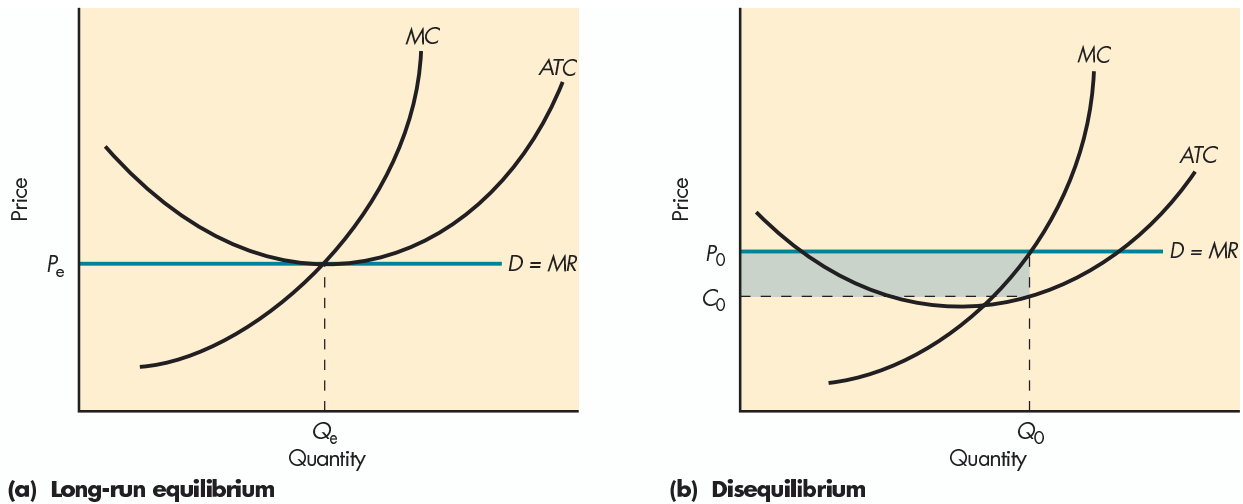 MC
ATC
Price
Pe
D = MR
Qe
Quantity
(a) Long-run equilibrium
MC
ATC
Price
P0
D = MR
C0
Q0
Quantity
(b) Disequilibrium